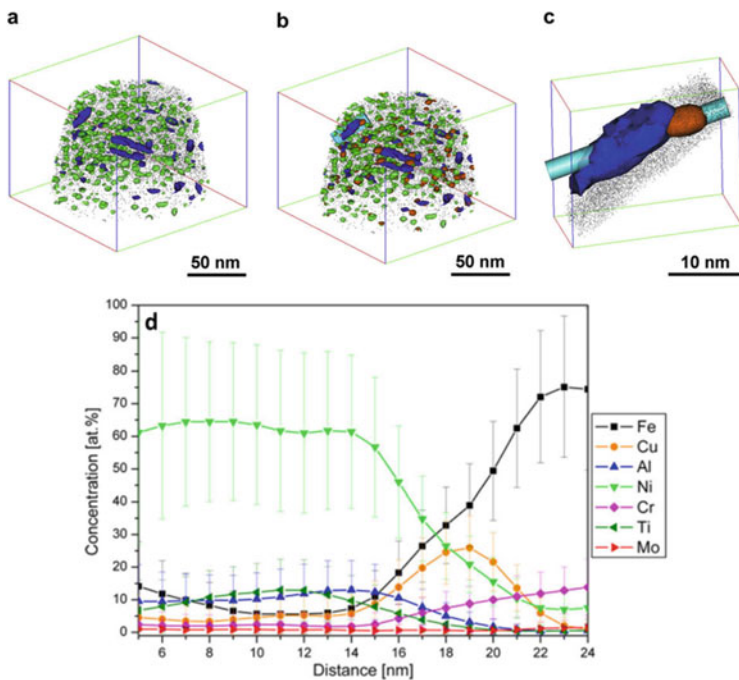 a
b
c
50 nm
50 nm
10 nm
d
100
90
80
70
60
50
40
30
20
10
0
Concentration [at.%]
6 8 10 12 14 16 18 20 22 24
Distance [nm]
Fe
Cu
Al
Ni
Cr
Ti
Mo